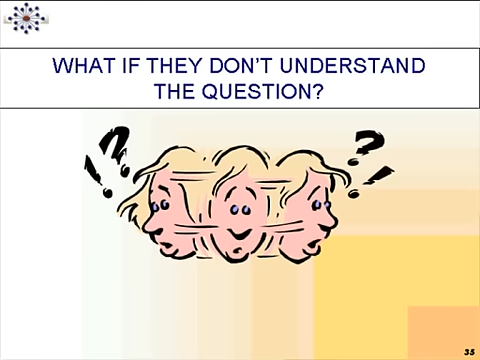 WHAT IF THEY DON'T UNDERSTAND
THE QUESTION?
!?
?!
35